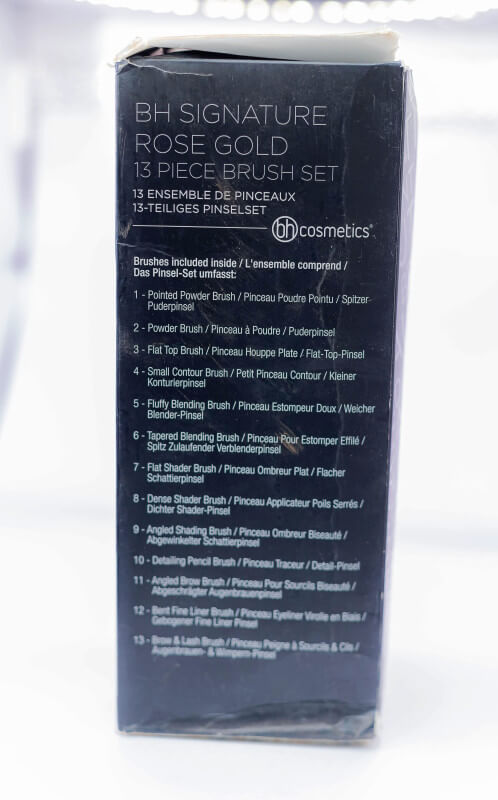 BH SIGNATURE
ROSE GOLD
13 PIECE BRUSH SET
13 ENSEMBLE DE PINCEAUX
13-TEILIGES PINSELSET
bh cosmetics®
Brushes included inside / L'ensemble comprend /
Das Pinsel-Set umfasst:
1 - Pointed Powder Brush / Pinceau Poudre Pointu / Spitzer
Puderpinsel
2 - Powder Brush / Pinceau à Poudre / Puderpinsel
3 - Flat Top Brush / Pinceau Houppe Plate / Flat-Top-Pinsel
4 - Small Contour Brush / Petit Pinceau Contour / Kleiner
Konturierpinsel
5 - Fluffy Blending Brush / Pinceau Estompeur Doux / Weicher
Blender-Pinsel
6 - Tapered Blending Brush / Pinceau Pour Estomper Effilé /
Spitz Zulaufender Verblenderpinsel
7 - Flat Shader Brush / Pinceau Ombreur Plat / Flacher
Schattierpinsel
8 - Dense Shader Brush / Pinceau Applicateur Poils Serrés /
Dichter Shader-Pinsel
9 - Angled Shading Brush / Pinceau Ombreur Biseauté /
Abgewinkelter Schattierpinsel
10 - Detailing Pencil Brush / Pinceau Traceur / Detail-Pinsel
11 - Angled Brow Brush / Pinceau Pour Sourcils Biseauté /
Abgeschrägter Augenbrauenpinsel
12 - Bent Fine Liner Brush / Pinceau Eyeliner Virolle en Biais /
Gebogener Fine Liner Pinsel
13 - Brow & Lash Brush / Pinceau Peigne à Sourcils & Cils /
Augenbrauen- & Wimpern-Pinsel